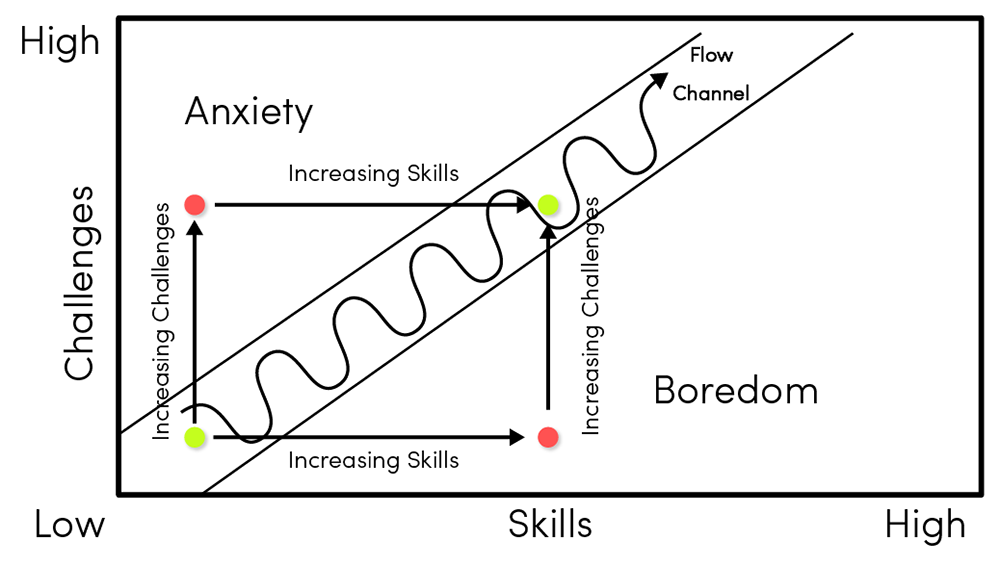 High
Flow
Channel
Anxiety
Increasing Skills
Challenges
Increasing Challenges
Increasing Challenges
Boredom
Increasing Skills
Low
Skills
High